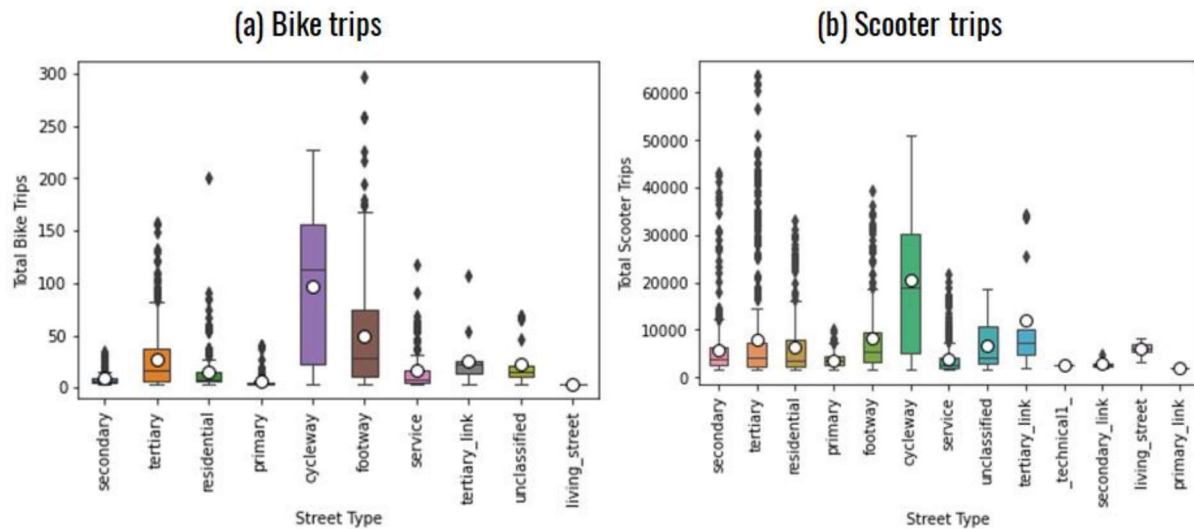 (a) Bike trips
300
250
200
150
100
50
0
Total Bike Trips
secondary
tertiary
residential
primary
cycleway
footway
service
tertiary_link
unclassified
living_street
Street Type
(b) Scooter trips
60000
50000
40000
30000
20000
10000
0
Total Scooter Trips
secondary
tertiary
residential
primary
footway
cycleway
service
unclassified
tertiary_link
_technical1_
secondary_link
living_street
primary_link
Street Type